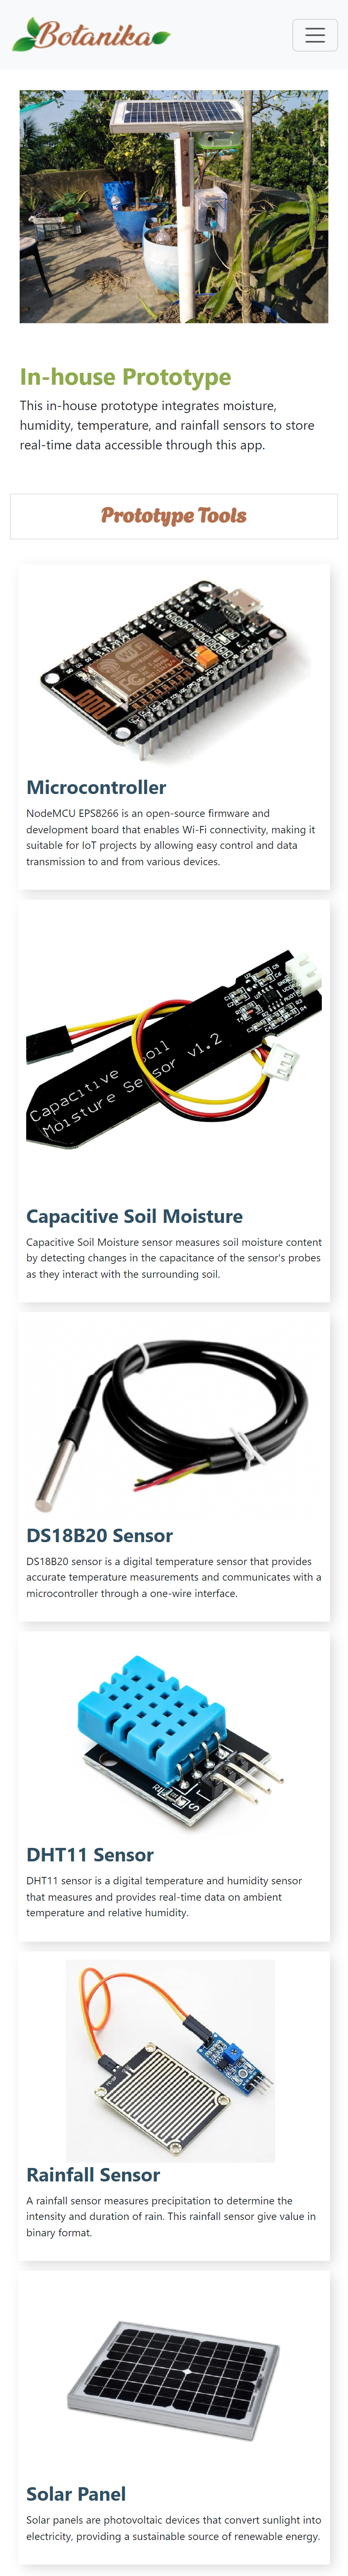 Botanika
In-house Prototype
This in-house prototype integrates moisture,
humidity, temperature, and rainfall sensors to store
real-time data accessible through this app.
Prototype Tools
WiFi
Microcontroller
NodeMCU EPS8266 is an open-source firmware and
development board that enables Wi-Fi connectivity, making it
suitable for IoT projects by allowing easy control and data
transmission to and from various devices.
Capacitive Soil
Moisture Sensor v1.2
Capacitive Soil Moisture
Capacitive Soil Moisture sensor measures soil moisture content
by detecting changes in the capacitance of the sensor's probes
as they interact with the surrounding soil.
DS18B20 Sensor
DS18B20 sensor is a digital temperature sensor that provides
accurate temperature measurements and communicates with a
microcontroller through a one-wire interface.
DHT11 Sensor
DHT11 sensor is a digital temperature and humidity sensor
that measures and provides real-time data on ambient
temperature and relative humidity.
Rainfall Sensor
A rainfall sensor measures precipitation to determine the
intensity and duration of rain. This rainfall sensor give value in
binary format.
Solar Panel
Solar panels are photovoltaic devices that convert sunlight into
electricity, providing a sustainable source of renewable energy.